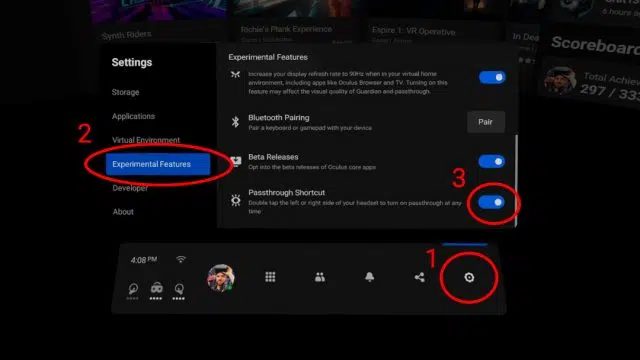 Synth Riders
Richie's Plank Experience
Expire 1: VR Operative
In Dea
6 hours a
Scoreboard
Total Achie
297 / 333
Settings
Storage
Applications
Virtual Environment
Experimental Features
Developer
About
Experimental Features
Increase your display refresh rate to 90Hz when in your virtual home
environment, including apps like Oculus Browser and TV. Turning on this
feature may affect the visual quality of Guardian and passthrough.
Bluetooth Pairing
Pair a keyboard or gamepad with your device
Pair
Beta Releases
Opt into the beta releases of Oculus core apps
Passthrough Shortcut
Double tap the left or right side of your headset to turn on passthrough at any
time
2
3
1
4:08 PM